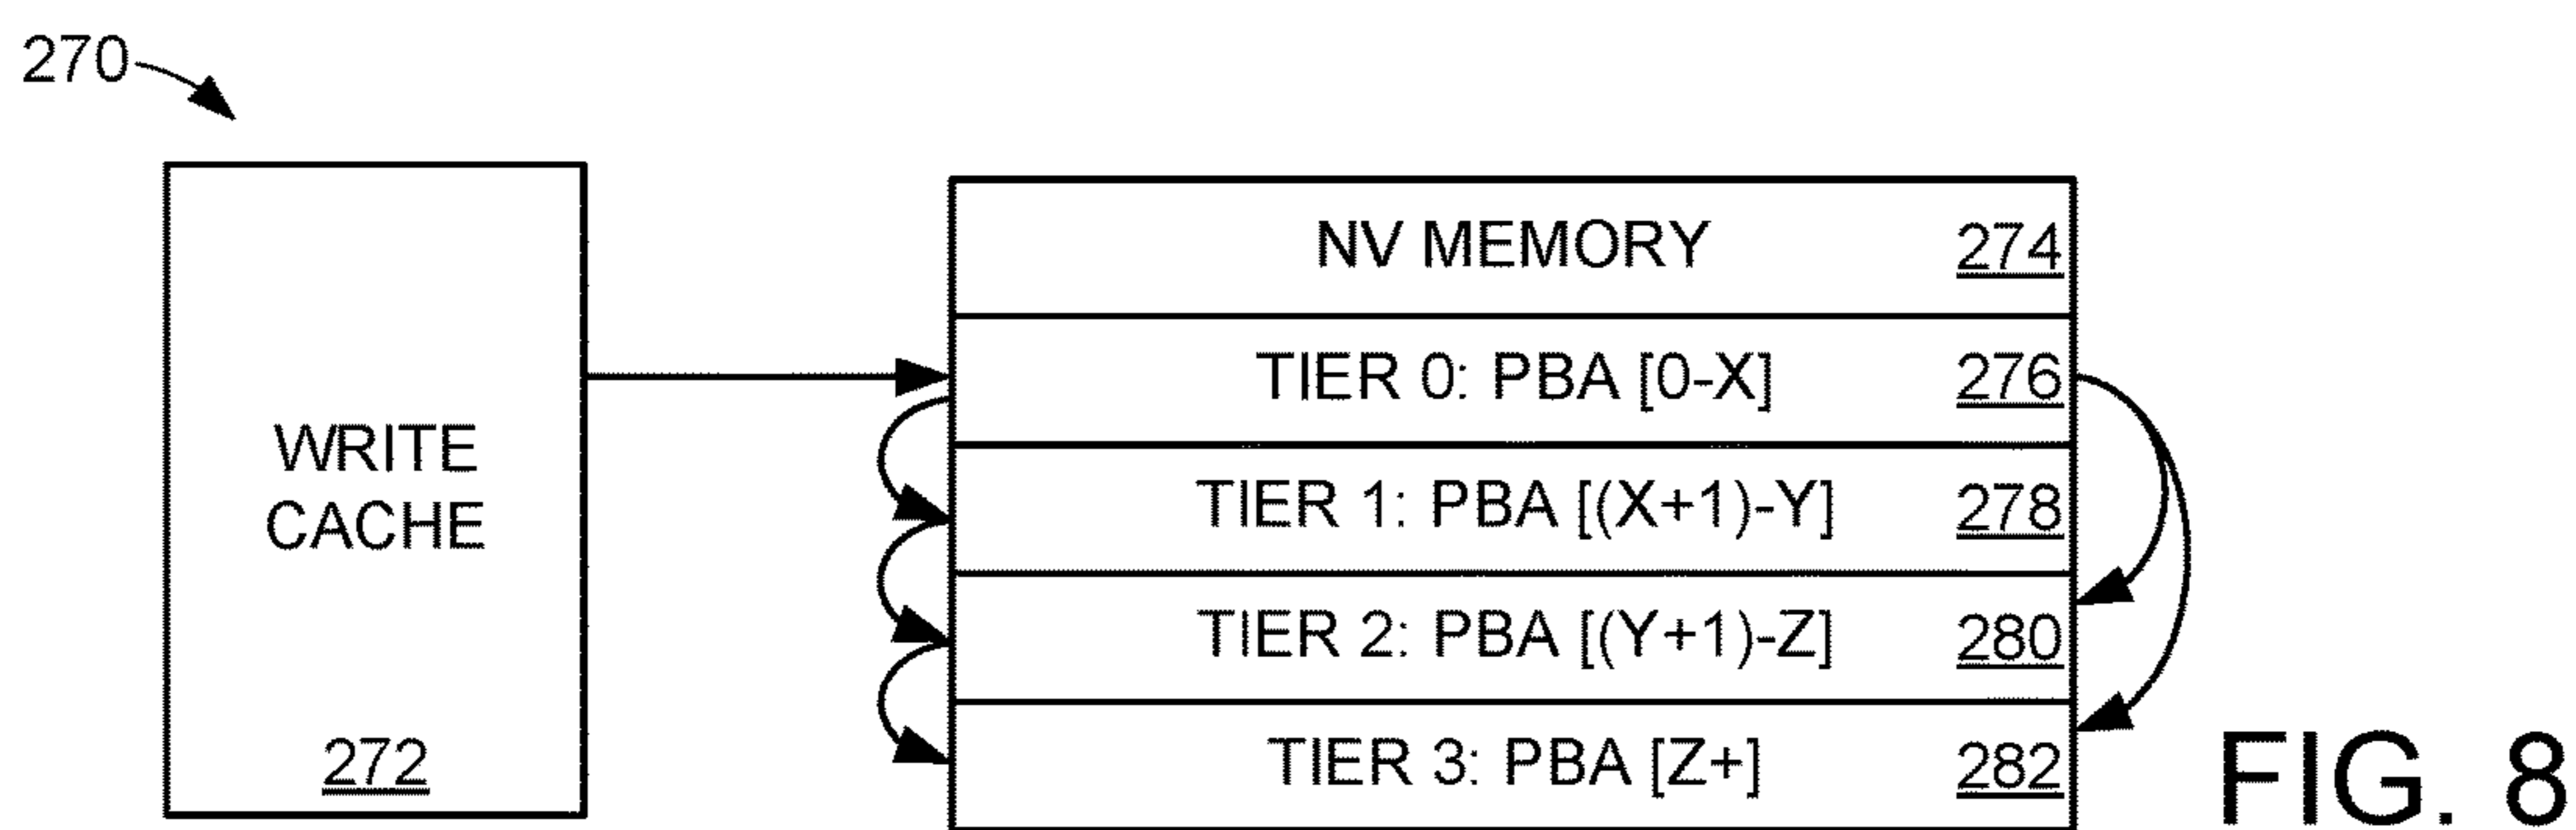 270
WRITE
CACHE
272
NV MEMORY 274
TIER 0: PBA [0-X] 276
TIER 1: PBA [(X+1)-Y] 278
TIER 2: PBA [(Y+1)-Z] 280
TIER 3: PBA [Z+] 282
FIG. 8